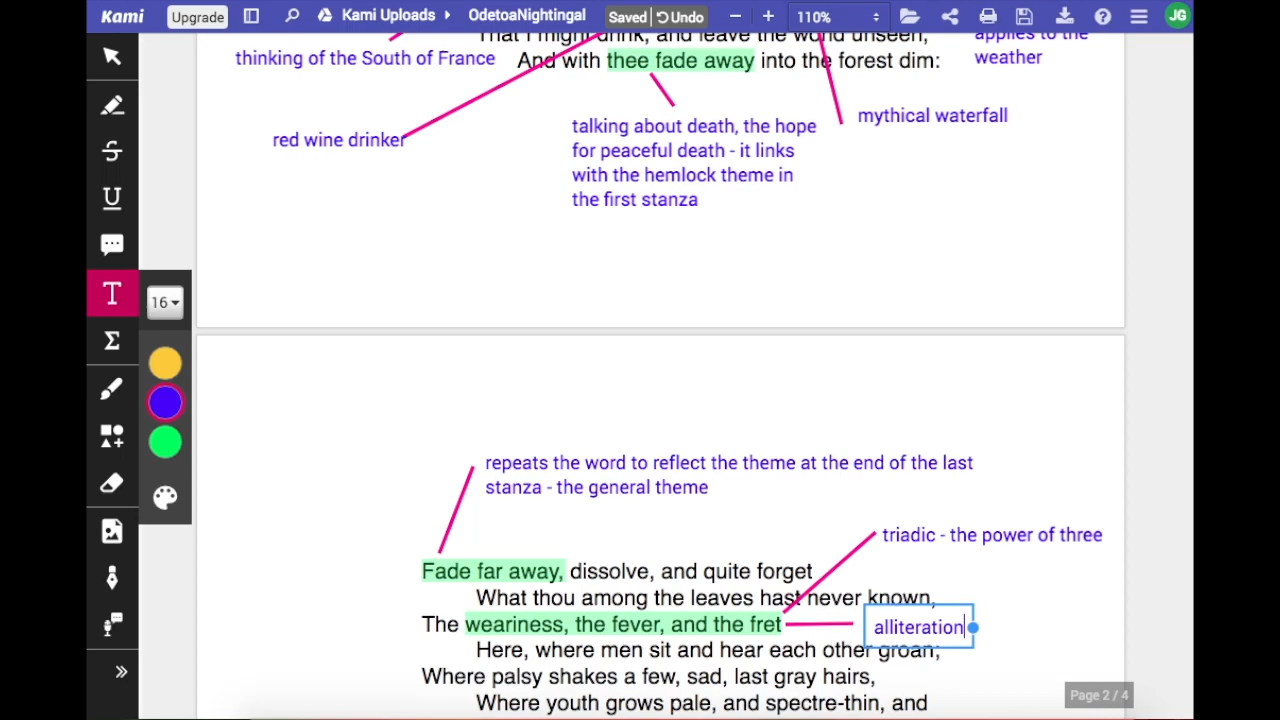 Kami
Upgrade
Kami Uploads
OdetoaNightingal
Saved
Undo
110%
That I might drink, and leave the world unseen,
applies to the
thinking of the South of France
And with thee fade away into the forest dim:
weather
mythical waterfall
red wine drinker
talking about death, the hope
for peaceful death - it links
with the hemlock theme in
the first stanza
16
repeats the word to reflect the theme at the end of the last
stanza - the general theme
triadic - the power of three
Fade far away, dissolve, and quite forget
What thou among the leaves hast never known,
The weariness, the fever, and the fret
alliteration
Here, where men sit and hear each other groan;
Where palsy shakes a few, sad, last gray hairs,
Where youth grows pale, and spectre-thin, and
Page 2 / 4
JG